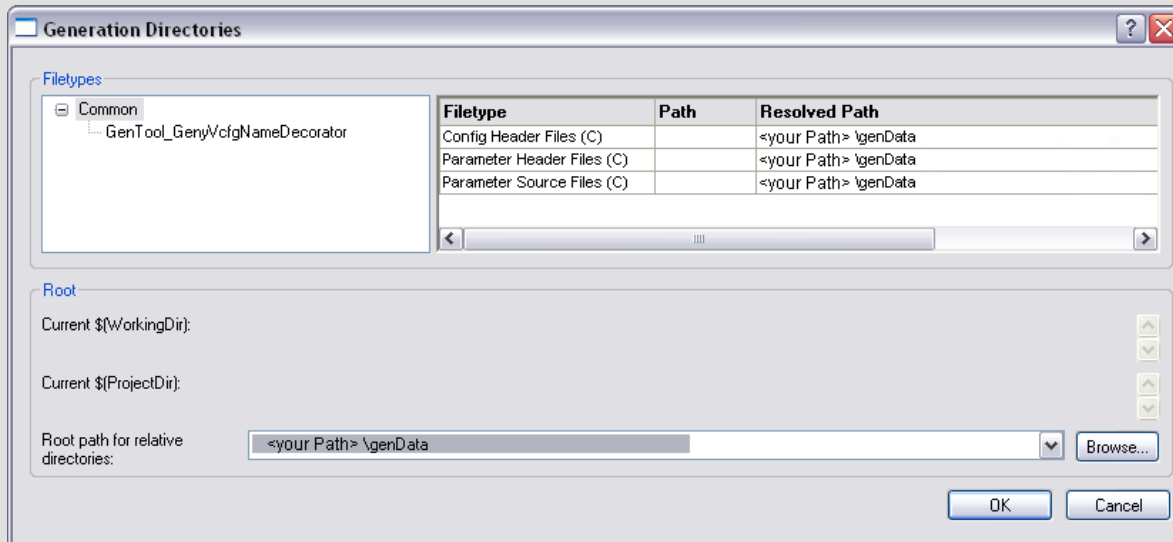 Generation Directories
?
Filetypes
Common
GenTool_GenyVcfgNameDecorator
Filetype Path Resolved Path
Config Header Files (C) <your Path> \genData
Parameter Header Files (C) <your Path> \genData
Parameter Source Files (C) <your Path> \genData
Root
Current $(WorkingDir):
Current $(ProjectDir):
Root path for relative
directories:
<your Path> \genData
Browse...
OK Cancel